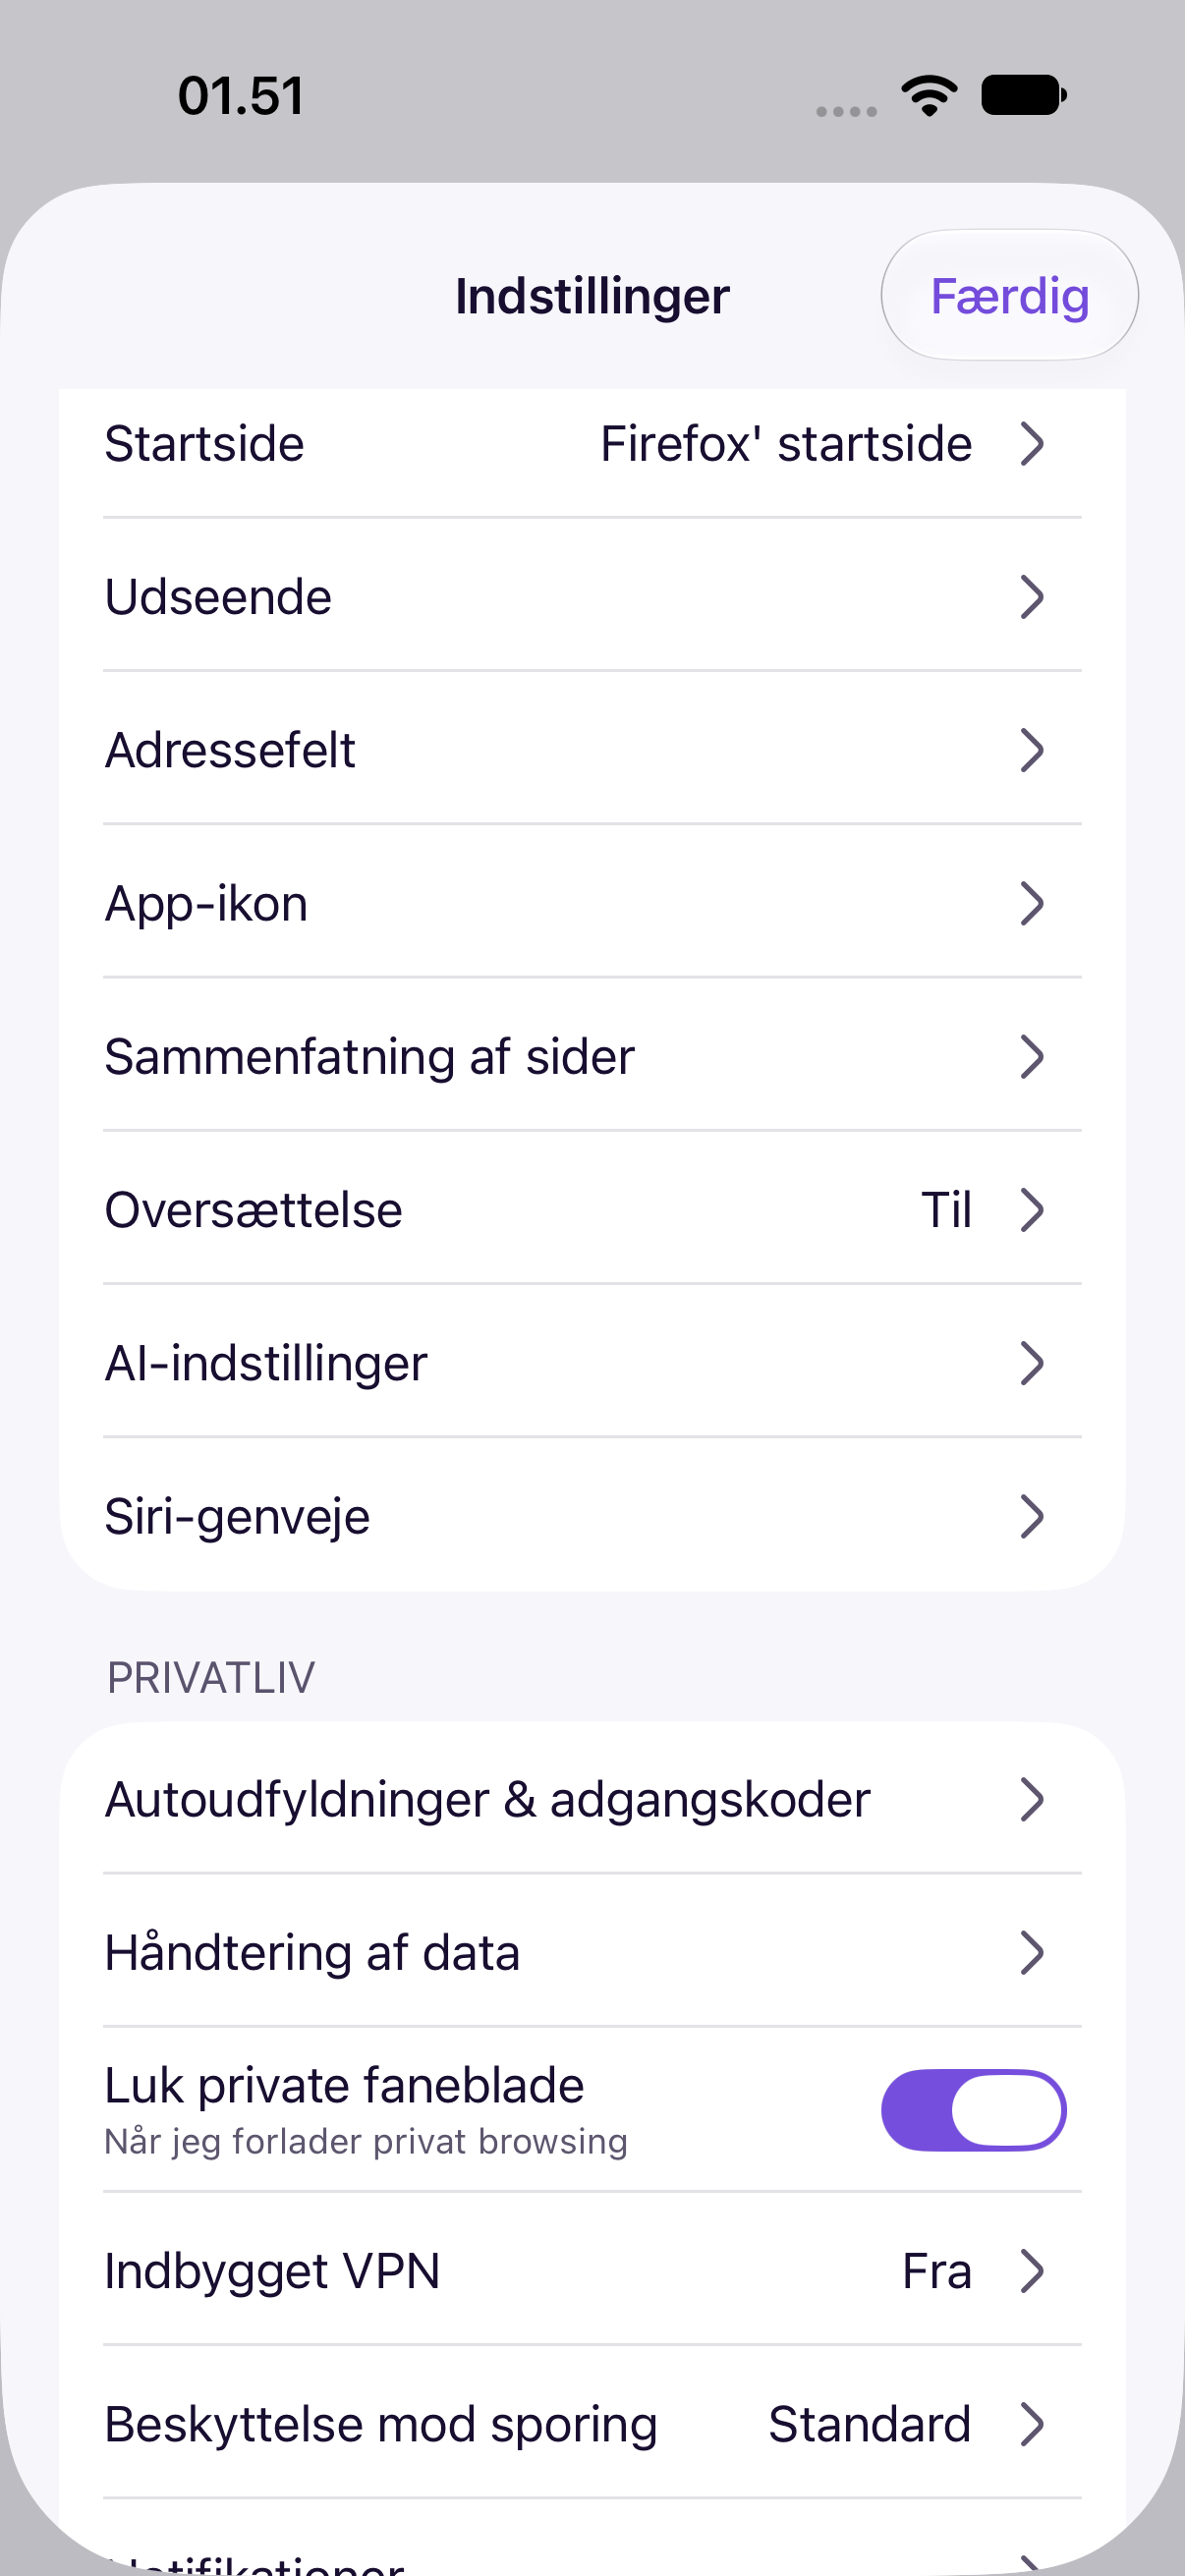 01.51
Indstillinger
Færdig
Startside Firefox' startside
Udseende
Adressefelt
App-ikon
Sammenfatning af sider
Oversættelse Til
AI-indstillinger
Siri-genveje
PRIVATLIV
Autoudfyldninger & adgangskoder
Håndtering af data
Luk private faneblade
Når jeg forlader privat browsing
Indbygget VPN Fra
Beskyttelse mod sporing Standard
Notifikationer